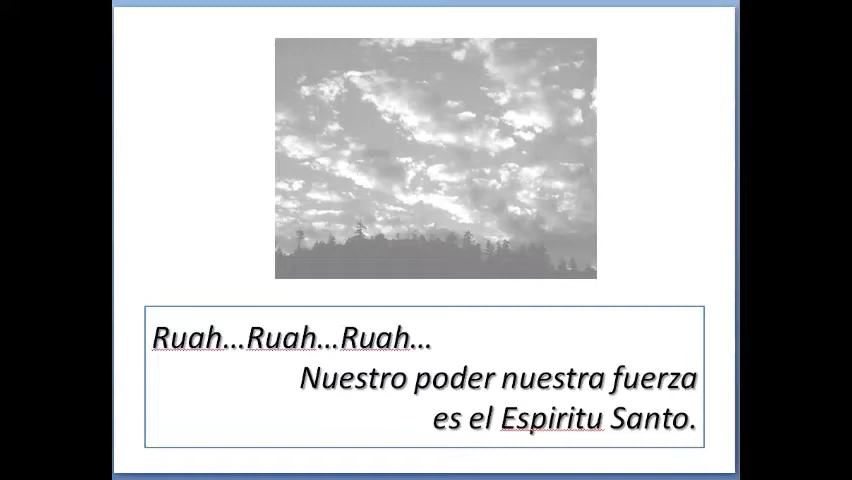 Ruah...Ruah...Ruah...
Nuestro poder nuestra fuerza
es el Espiritu Santo.